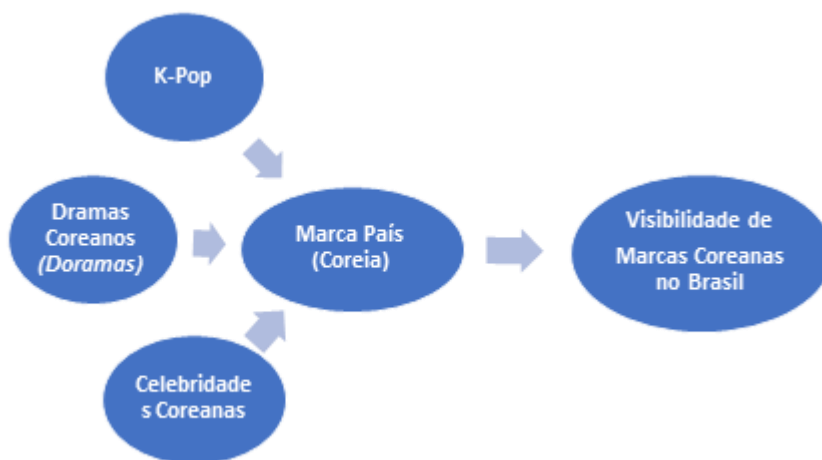 K-Pop
Dramas
Coreanos
(Doramas)
Celebridade
s Coreanas
Marca País
(Coreia)
Visibilidade de
Marcas Coreanas
no Brasil